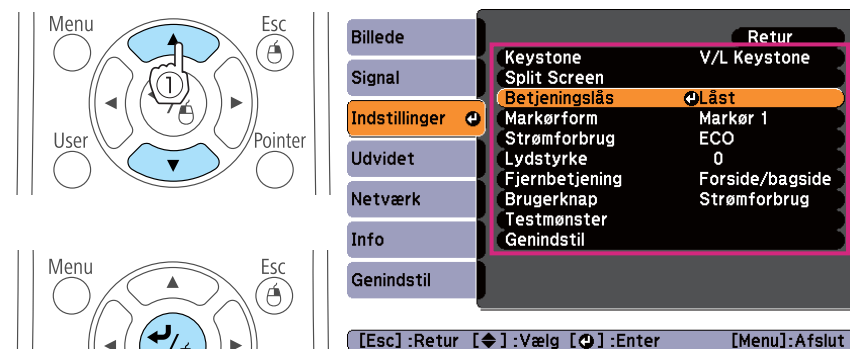 Menu
Esc
1
User
Pointer
Menu
Esc
Billede
Signal
Indstillinger
Udvidet
Netværk
Info
Genindstil
Retur
Keystone V/L Keystone
Split Screen
Betjeningslås Låst
Markørform Markør 1
Strømforbrug ECO
Lydstyrke 0
Fjernbetjening Forside/bagside
Brugerknap Strømforbrug
Testmønster
Genindstil
[Esc] :Retur [◆] :Vælg [↵] :Enter [Menu]:Afslut